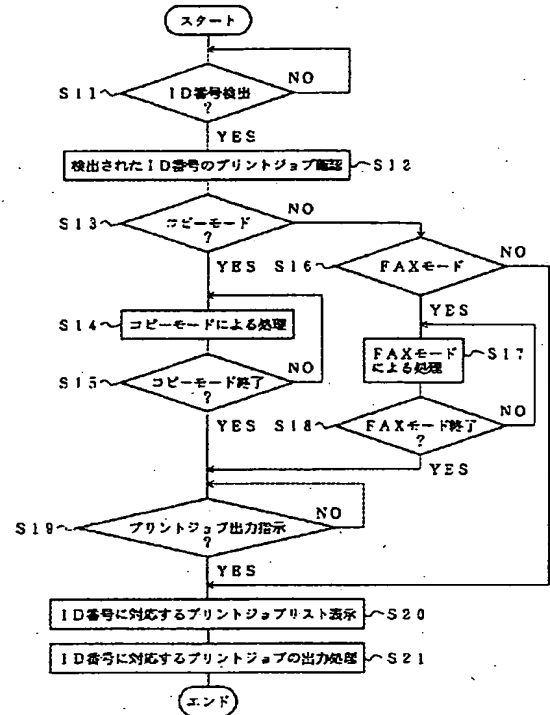 スタート
S11
ID番号検出
?
NO
YES
検出されたID番号のプリントジョブ確認
S12
S13
コピーモード
?
NO
YES
S16
FAXモード
NO
YES
S14
コピーモードによる処理
FAXモード
による処理
S17
S15
コピーモード終了
?
NO
YES
S18
FAXモード終了
?
NO
YES
S19
プリントジョブ出力指示
?
NO
YES
ID番号に対応するプリントジョブリスト表示
S20
ID番号に対応するプリントジョブの出力処理
S21
エンド